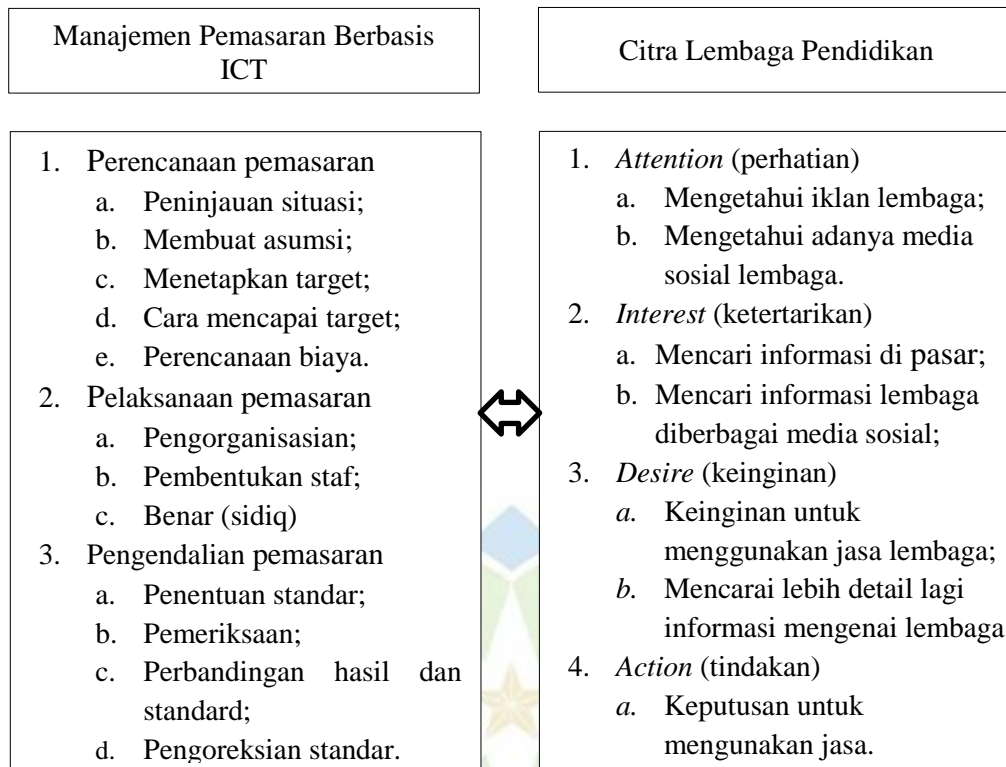 Manajemen Pemasaran Berbasis
ICT
Citra Lembaga Pendidikan
1. Perencanaan pemasaran
a. Peninjauan situasi;
b. Membuat asumsi;
c. Menetapkan target;
d. Cara mencapai target;
e. Perencanaan biaya.
2. Pelaksanaan pemasaran
a. Pengorganisasian;
b. Pembentukan staf;
c. Benar (sidiq)
3. Pengendalian pemasaran
a. Penentuan standar;
b. Pemeriksaan;
c. Perbandingan hasil dan
standard;
d. Pengoreksian standar.
1. Attention (perhatian)
a. Mengetahui iklan lembaga;
b. Mengetahui adanya media
sosial lembaga.
2. Interest (ketertarikan)
a. Mencari informasi di pasar;
b. Mencari informasi lembaga
diberbagai media sosial;
3. Desire (keinginan)
a. Keinginan untuk
menggunakan jasa lembaga;
b. Mencarai lebih detail lagi
informasi mengenai lembaga
4. Action (tindakan)
a. Keputusan untuk
mengunakan jasa.